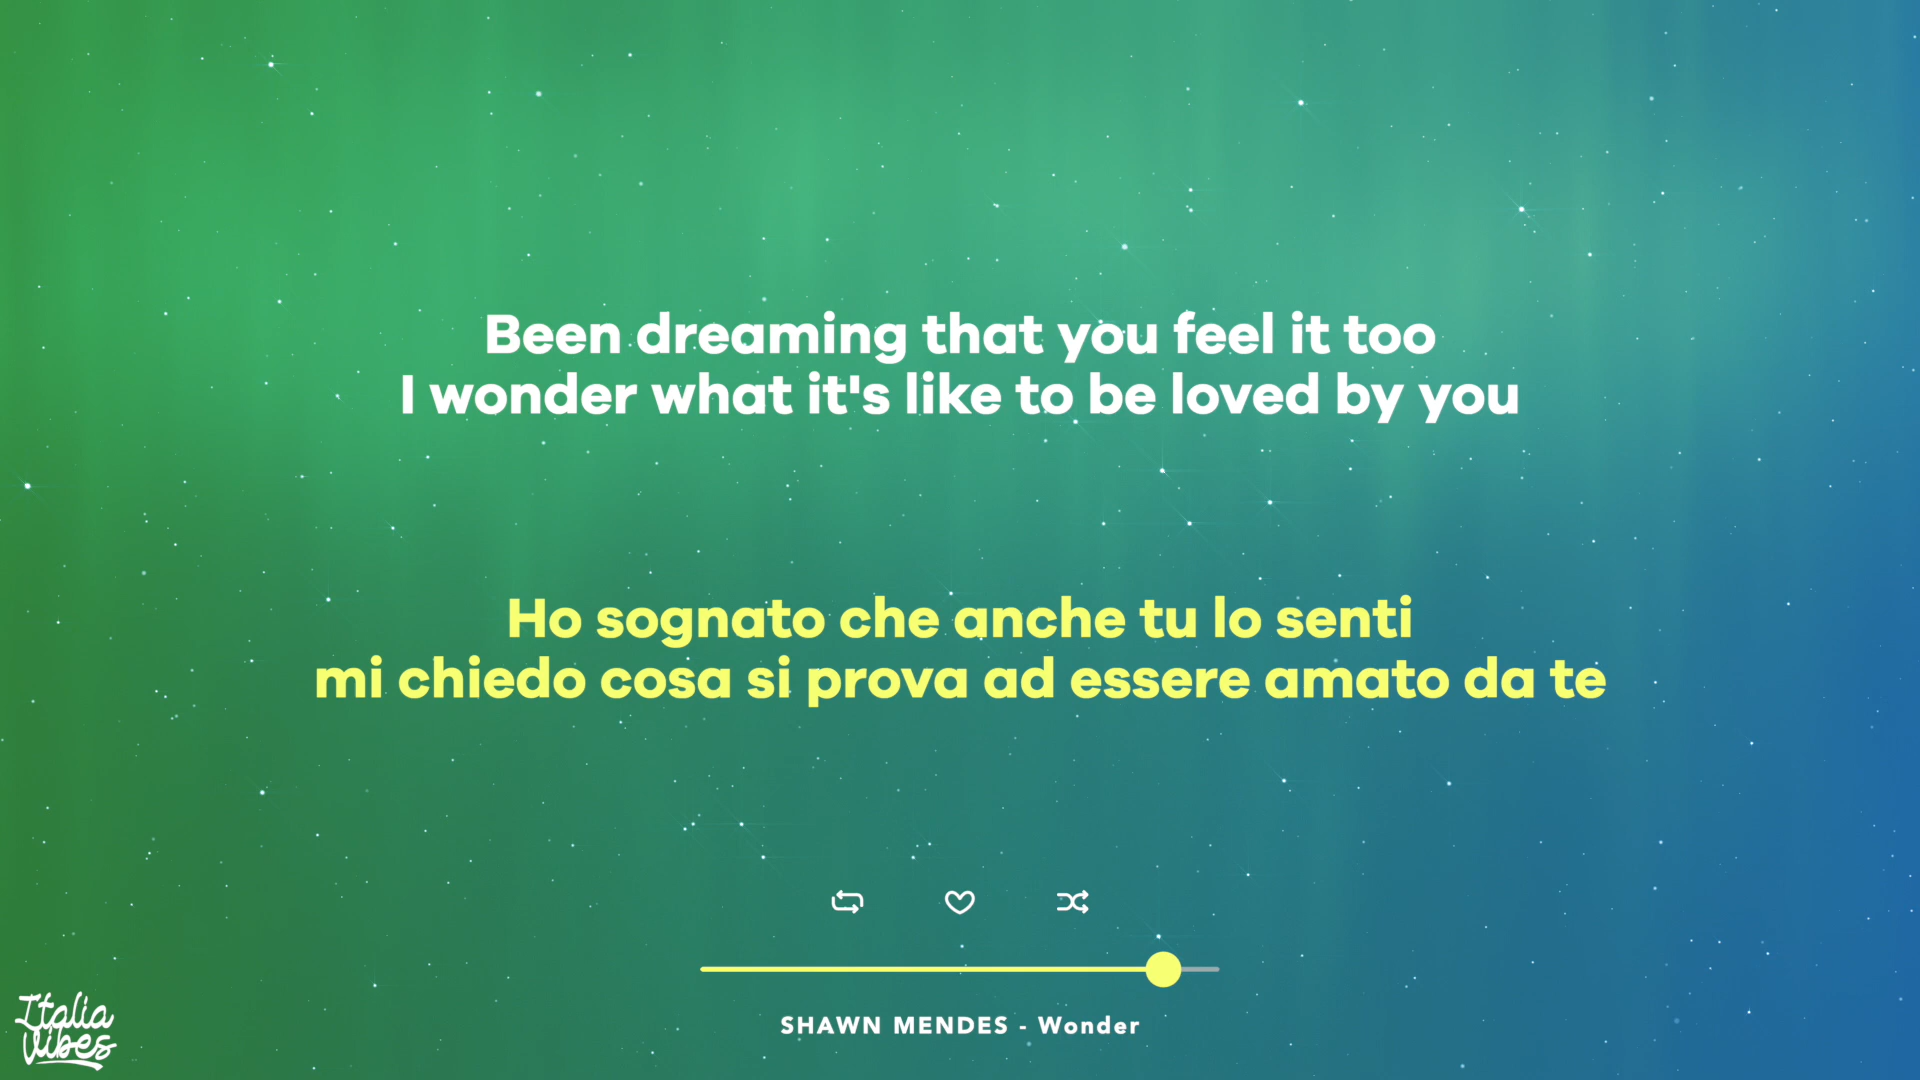 Been dreaming that you feel it too
I wonder what it's like to be loved by you
Ho sognato che anche tu lo senti
mi chiedo cosa si prova ad essere amato da te
SHAWN MENDES - Wonder
Italia
Vibes